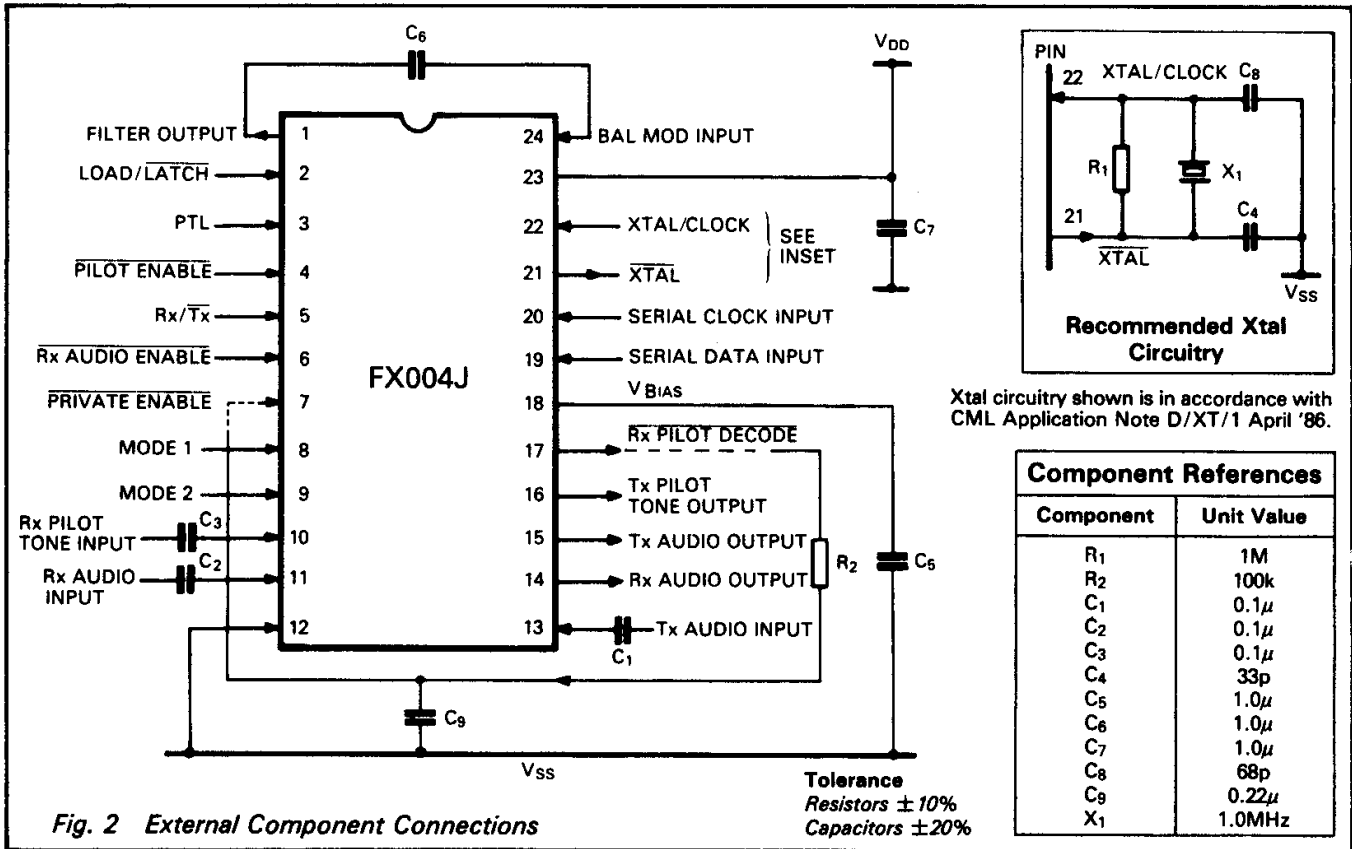 C6
VDD
FILTER OUTPUT 1
24 BAL MOD INPUT
LOAD/LATCH 2
23
PTL 3
22 XTAL/CLOCK
C7
SEE
INSET
PILOT ENABLE 4
21 XTAL
Rx/Tx 5
20 SERIAL CLOCK INPUT
Rx AUDIO ENABLE 6
19 SERIAL DATA INPUT
FX004J
PRIVATE ENABLE 7
18 VBIAS
MODE 1 8
17 Rx PILOT DECODE
MODE 2 9
16 Tx PILOT
TONE OUTPUT
Rx PILOT
TONE INPUT
C3 10
15 Tx AUDIO OUTPUT
Rx AUDIO
INPUT
C2 11
14 Rx AUDIO OUTPUT
R2
C5
12
13 Tx AUDIO INPUT
C1
C9
VSS
Tolerance
Resistors ±10%
Capacitors ±20%
Fig. 2 External Component Connections
PIN
22 XTAL/CLOCK C8
R1
X1
21
XTAL
C4
VSS
Recommended Xtal
Circuitry
Xtal circuitry shown is in accordance with
CML Application Note D/XT/1 April '86.
Component References
Component Unit Value
R1 1M
R2 100k
C1 0.1µ
C2 0.1µ
C3 0.1µ
C4 33p
C5 1.0µ
C6 1.0µ
C7 1.0µ
C8 68p
C9 0.22µ
X1 1.0MHz